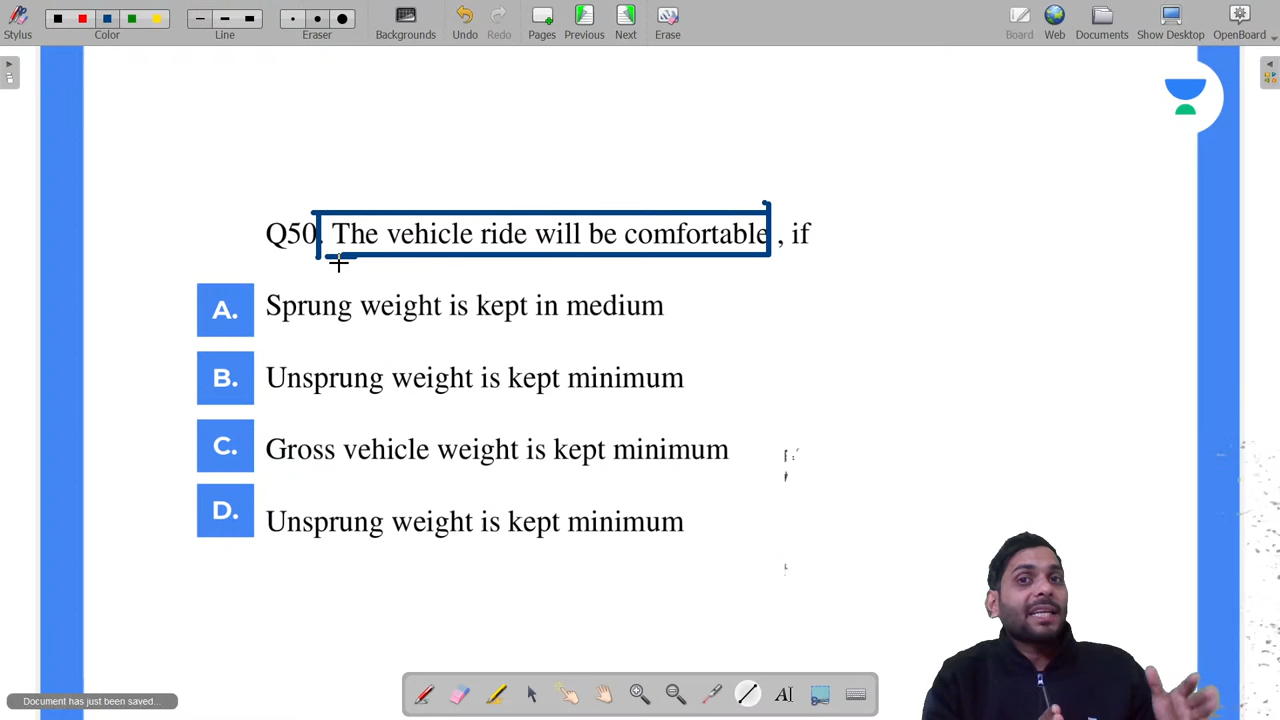 Stylus
Color
Line
Eraser
Backgrounds
Undo
Redo
Pages
Previous
Next
Erase
Board
Web
Documents
Show Desktop
OpenBoard
Q50. The vehicle ride will be comfortable , if
A. Sprung weight is kept in medium
B. Unsprung weight is kept minimum
C. Gross vehicle weight is kept minimum
D. Unsprung weight is kept minimum
Document has just been saved...
AI